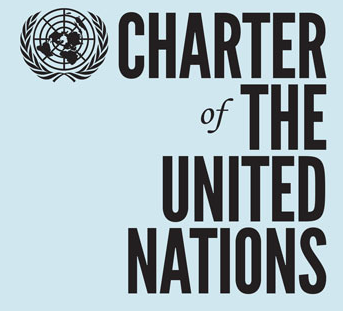 CHARTER
of THE
UNITED
NATIONS